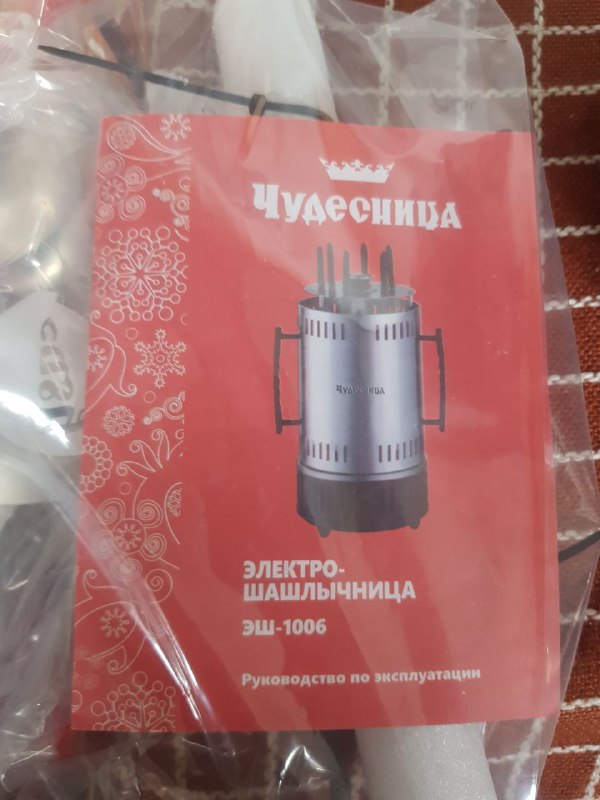 Чудесница
Чудесница
ЭЛЕКТРО-
ШАШЛЫЧНИЦА
ЭШ-1006
Руководство по эксплуатации